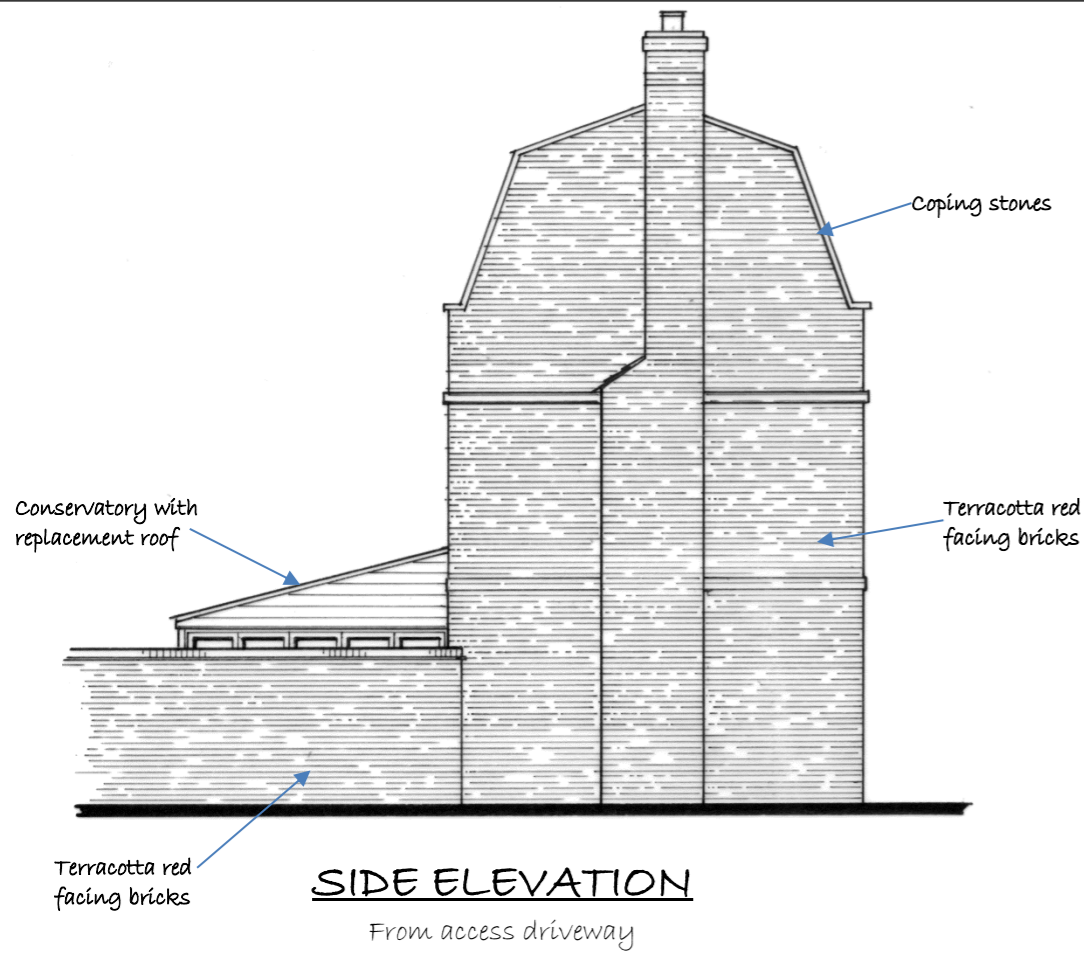 Coping stones
Conservatory with
replacement roof
Terracotta red
facing bricks
Terracotta red
facing bricks
SIDE ELEVATION
From access driveway